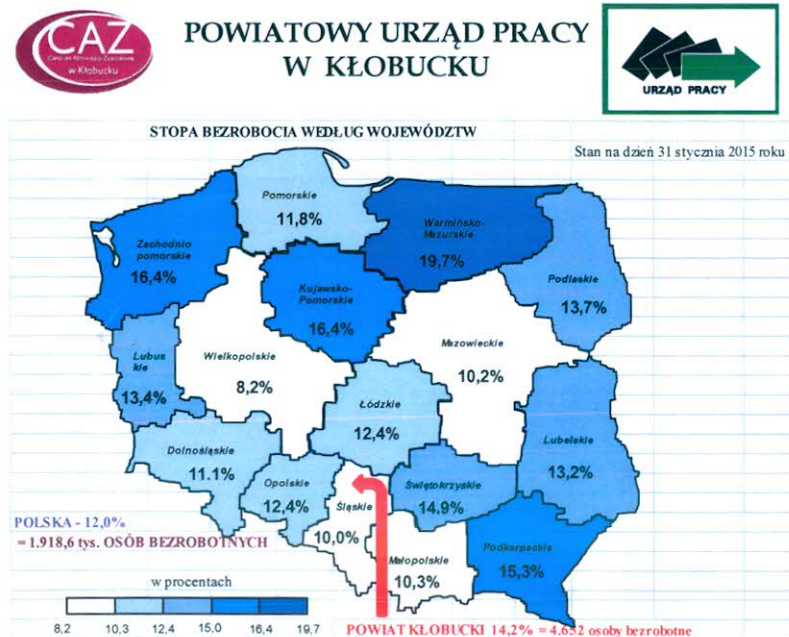 CAZ
Centrum Aktywizacji Zawodowej
w Kłobucku
POWIATOWY URZĄD PRACY
W KŁOBUCKU
URZĄD PRACY
STOPA BEZROBOCIA WEDŁUG WOJEWÓDZTW
Stan na dzień 31 stycznia 2015 roku
Pomorskie
11,8%
Warmińsko-
Mazurskie
19,7%
Zachodnio
pomorskie
16,4%
Kujawsko-
Pomorskie
16,4%
Podlaskie
13,7%
Lubus
kie
13,4%
Wielkopolskie
8,2%
Mazowieckie
10,2%
Łódzkie
12,4%
Dolnośląskie
11.1%
Lubelskie
13,2%
Opolskie
12,4%
Śląskie
10,0%
Świętokrzyskie
14,9%
Małopolskie
10,3%
Podkarpackie
15,3%
POLSKA - 12,0%
= 1.918,6 tys. OSÓB BEZROBOTNYCH
w procentach
8,2 10,3 12,4 15,0 16,4 19,7
POWIAT KŁOBUCKI 14,2% = 4.652 osoby bezrobotne